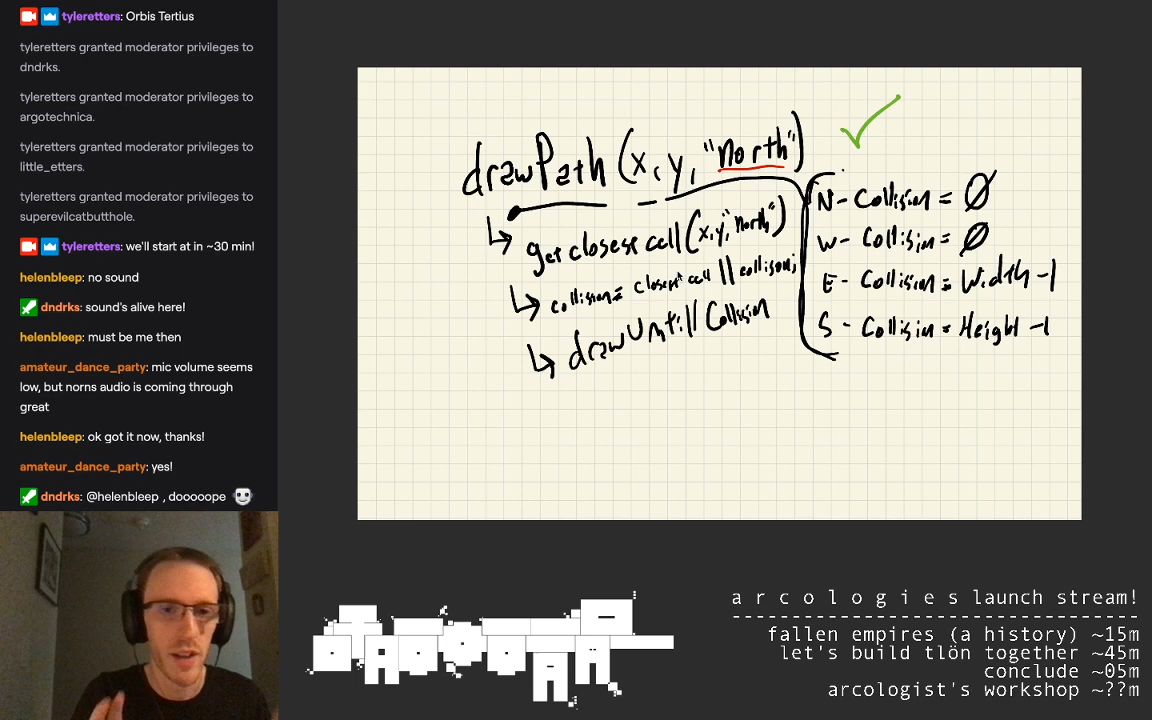 tyleretters: Orbis Tertius
tyleretters granted moderator privileges to
dndrks.
tyleretters granted moderator privileges to
argotechnica.
tyleretters granted moderator privileges to
little_etters.
tyleretters granted moderator privileges to
superevilcatbutthole.
tyleretters: we'll start at in ~30 min!
helenbleep: no sound
dndrks: sound's alive here!
helenbleep: must be me then
amateur_dance_party: mic volume seems
low, but norns audio is coming through
great
helenbleep: ok got it now, thanks!
amateur_dance_party: yes!
dndrks: @helenbleep , dooooope
drawPath (x, y, "north")
get closest cell (x,y,"north")
collision = closest cell || collison;
draw Untill Collision
N - Collision = Ø
W - Collision = Ø
E - Collision = Width -1
S - Collision = Height -1
arcologies launch stream!
fallen empires (a history) ~15m
let's build tlön together ~45m
conclude ~05m
arcologist's workshop ~??m